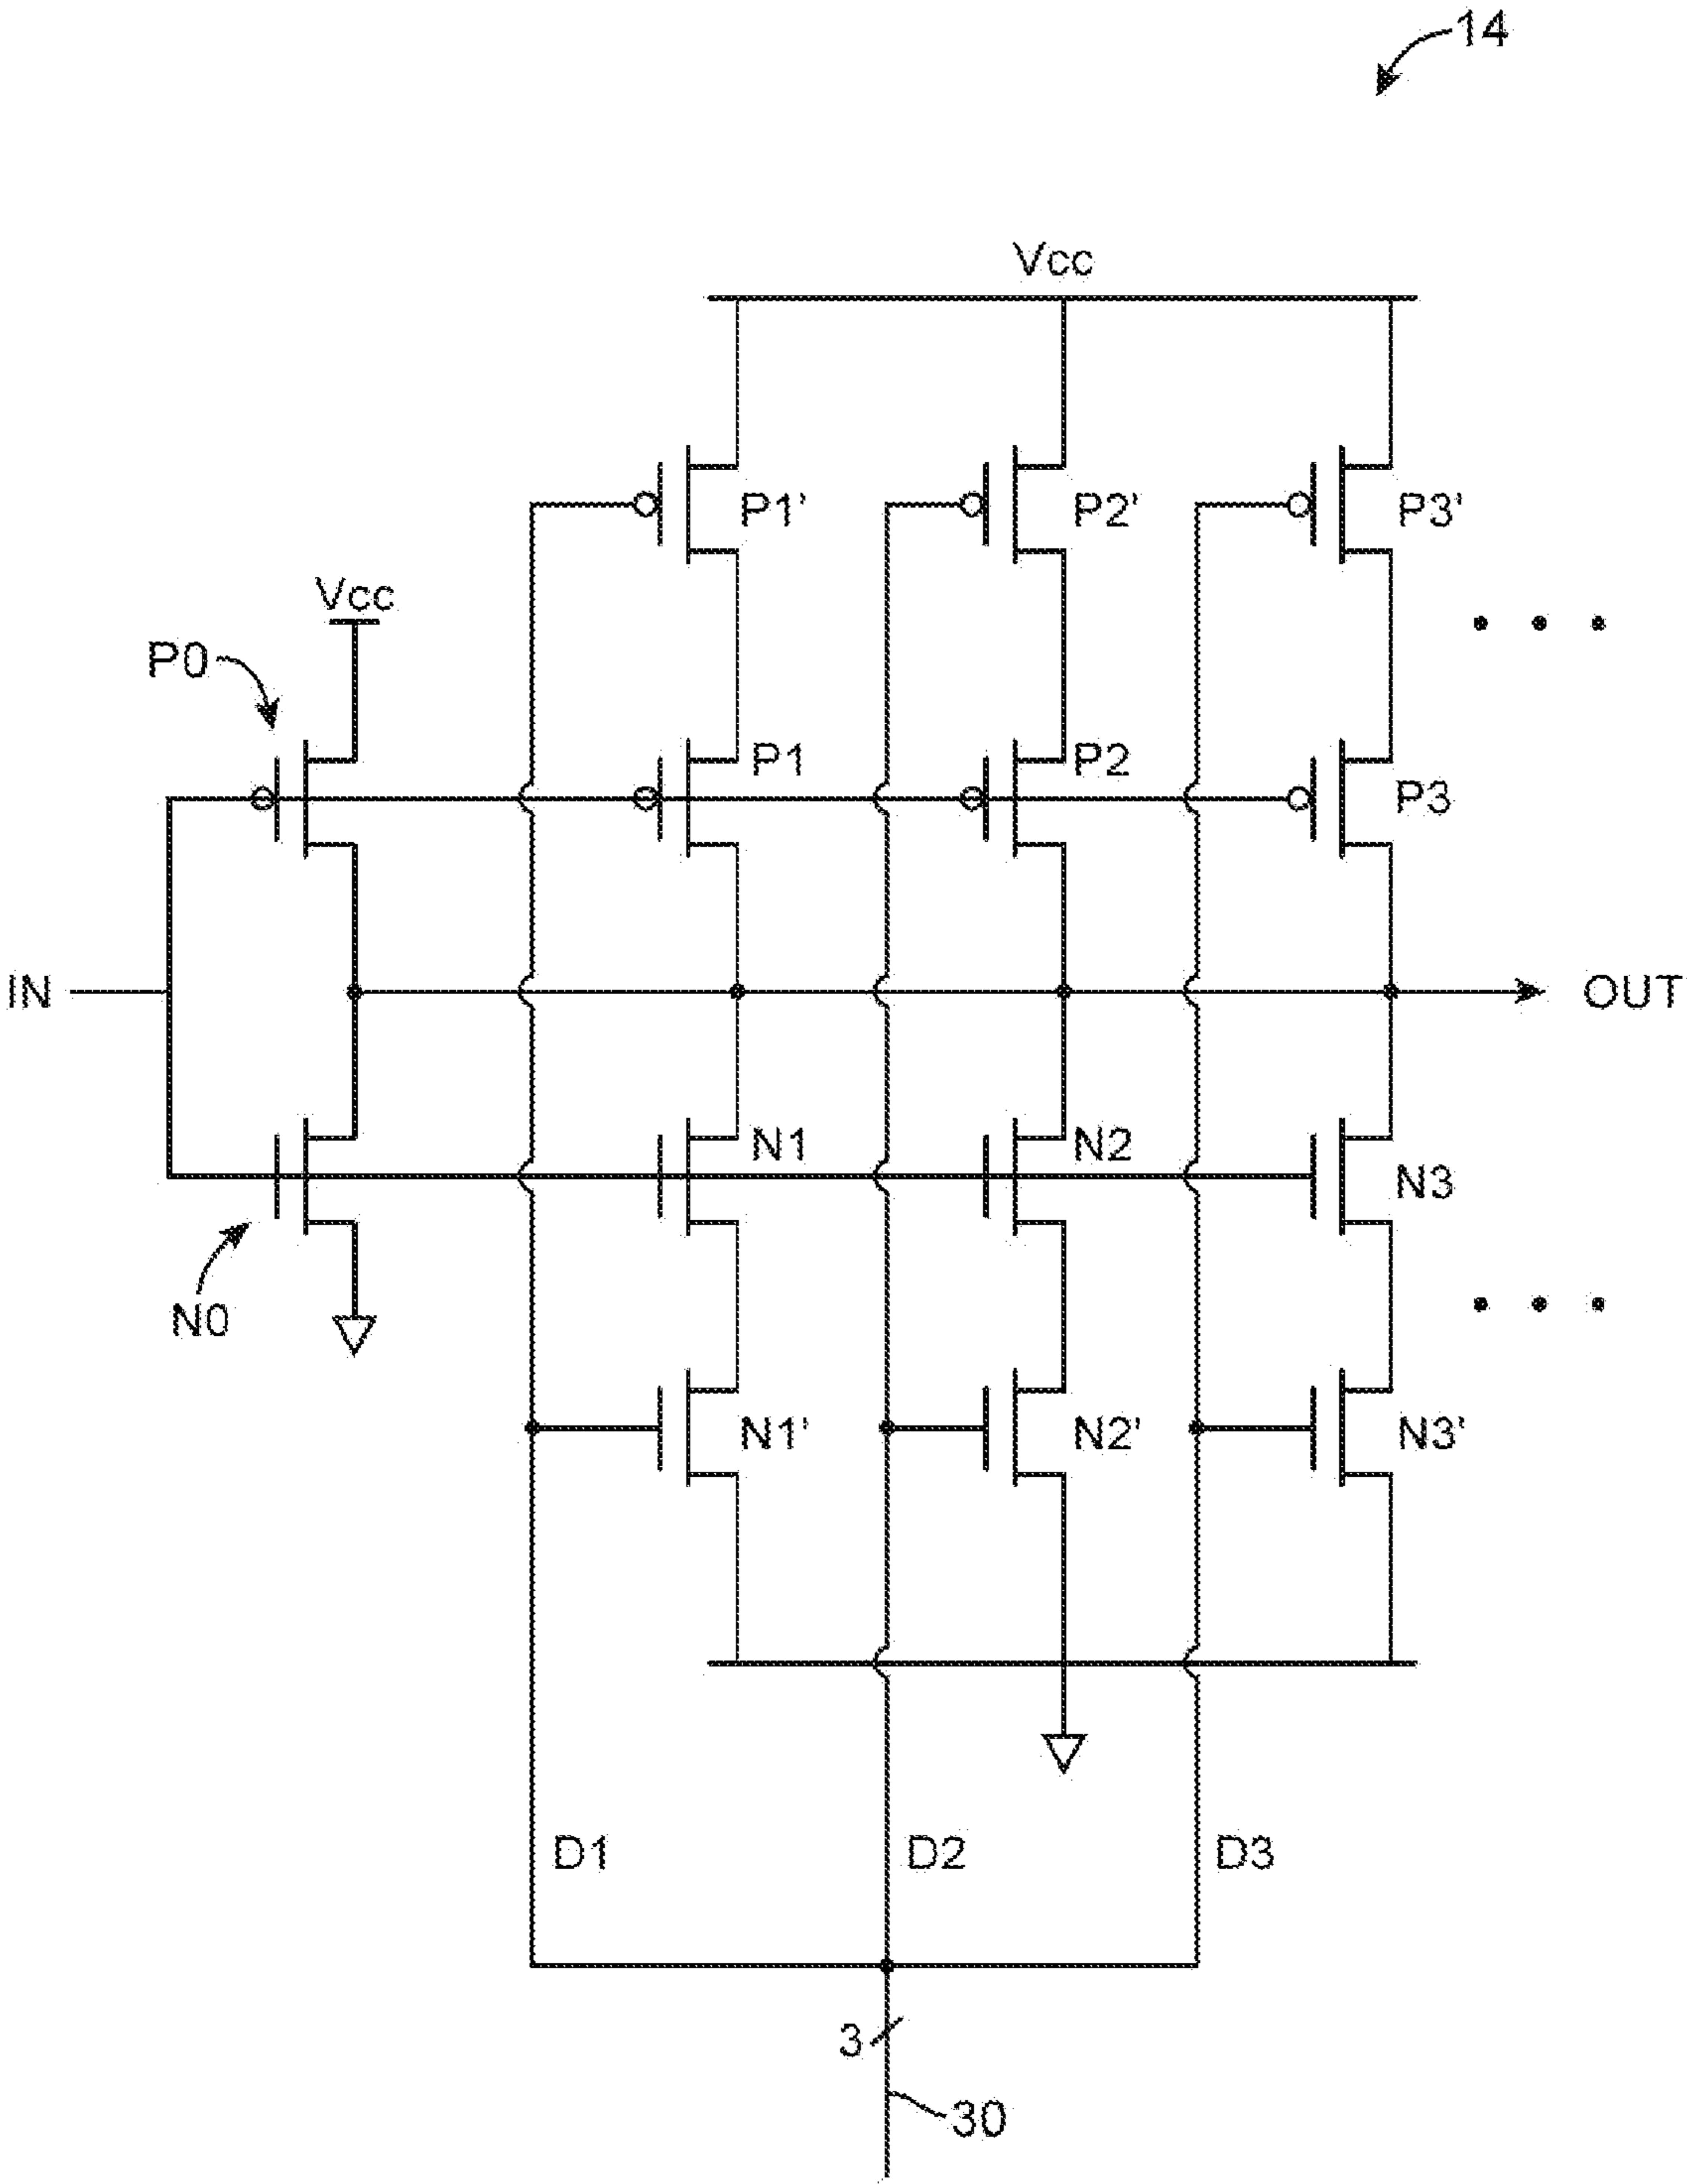 14
Vcc
P1' P2' P3'
Vcc
P0
P1 P2 P3
IN OUT
N1 N2 N3
N0
N1' N2' N3'
D1 D2 D3
3
30